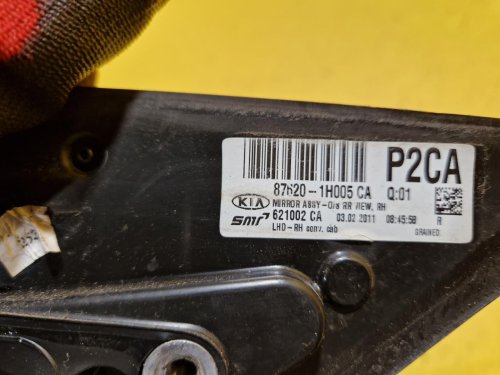 87620-1H005 CA Q:01 P2CA
KIA MIRROR ASSY-O/S RR VIEW, RH
SMR 621002 CA 03.02.2011 08:45:58 R
LHD-RH conv. cab GRAINED: